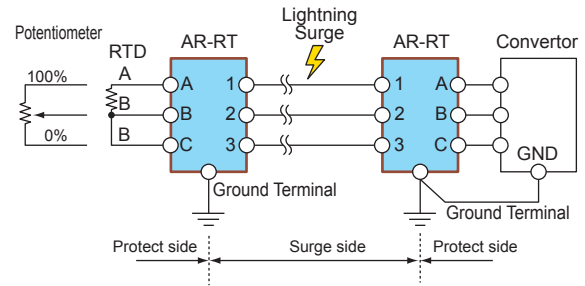 Lightning
Surge
Potentiometer
RTD
AR-RT
AR-RT
Convertor
100%
A
A
1
1
A
B
B
2
2
B
0%
B
C
3
3
C
GND
Ground Terminal
Ground Terminal
Protect side
Surge side
Protect side